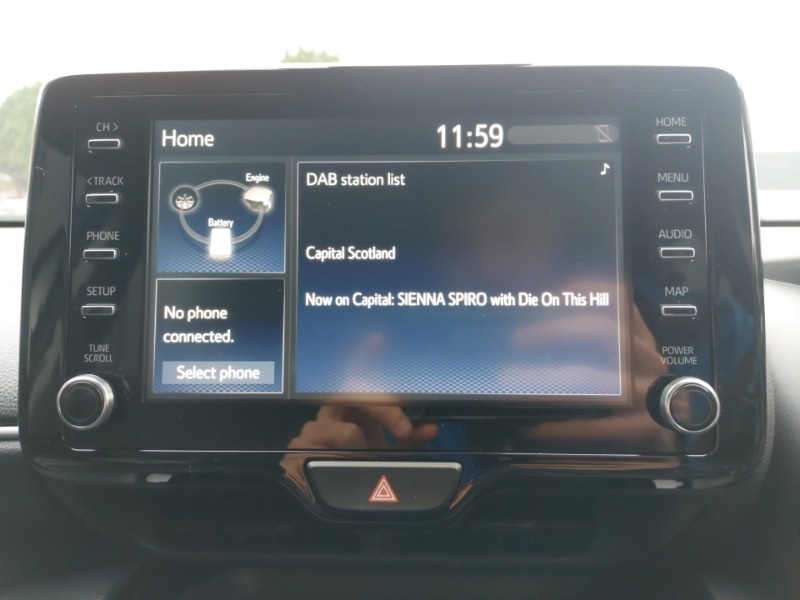 CH >
< TRACK
PHONE
SETUP
TUNE
SCROLL
Home
11:59
Engine
Battery
No phone
connected.
Select phone
DAB station list
Capital Scotland
Now on Capital: SIENNA SPIRO with Die On This Hill
HOME
MENU
AUDIO
MAP
POWER
VOLUME